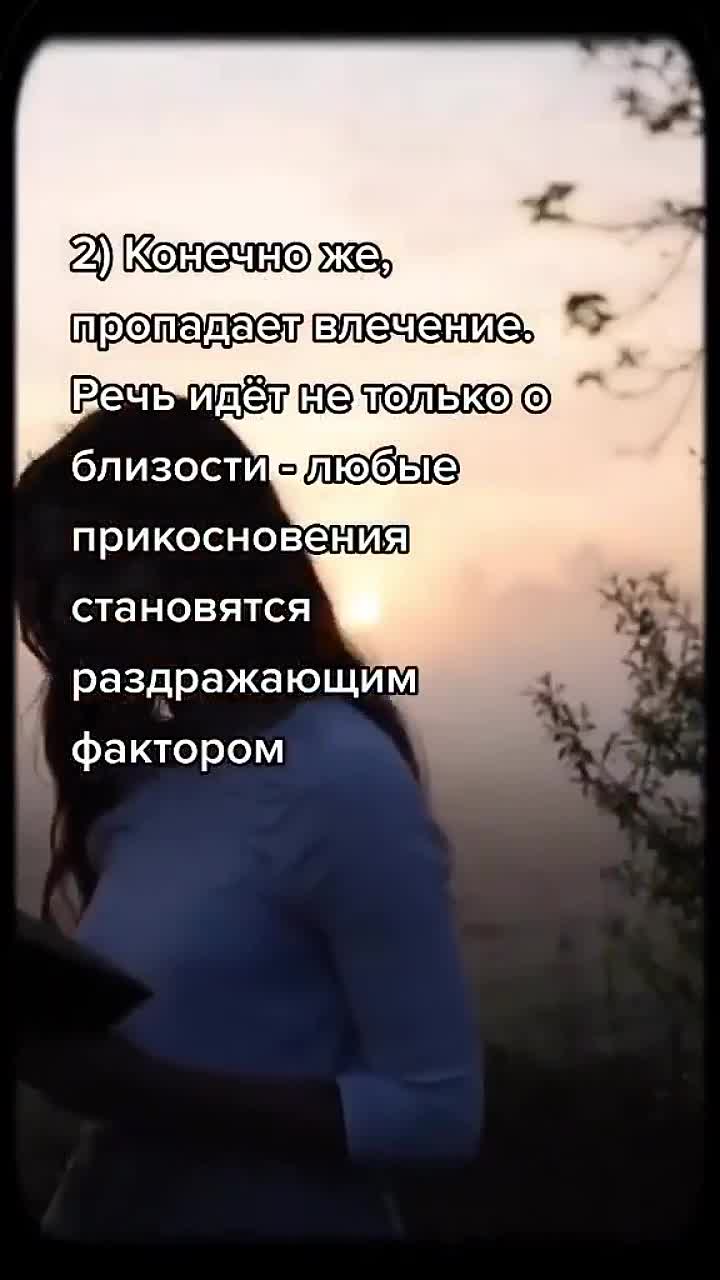 2) Конечно же,
пропадает влечение.
Речь идёт не только о
близости - любые
прикосновения
становятся
раздражающим
фактором